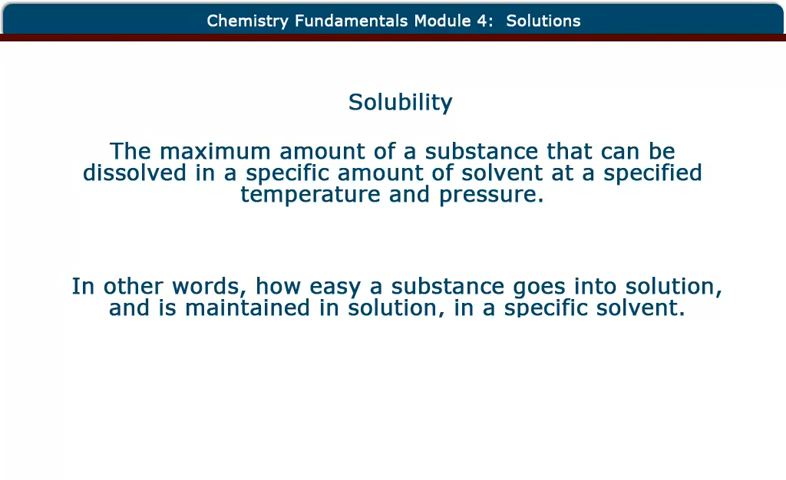 Chemistry Fundamentals Module 4: Solutions
Solubility
The maximum amount of a substance that can be
dissolved in a specific amount of solvent at a specified
temperature and pressure.
In other words, how easy a substance goes into solution,
and is maintained in solution, in a specific solvent.